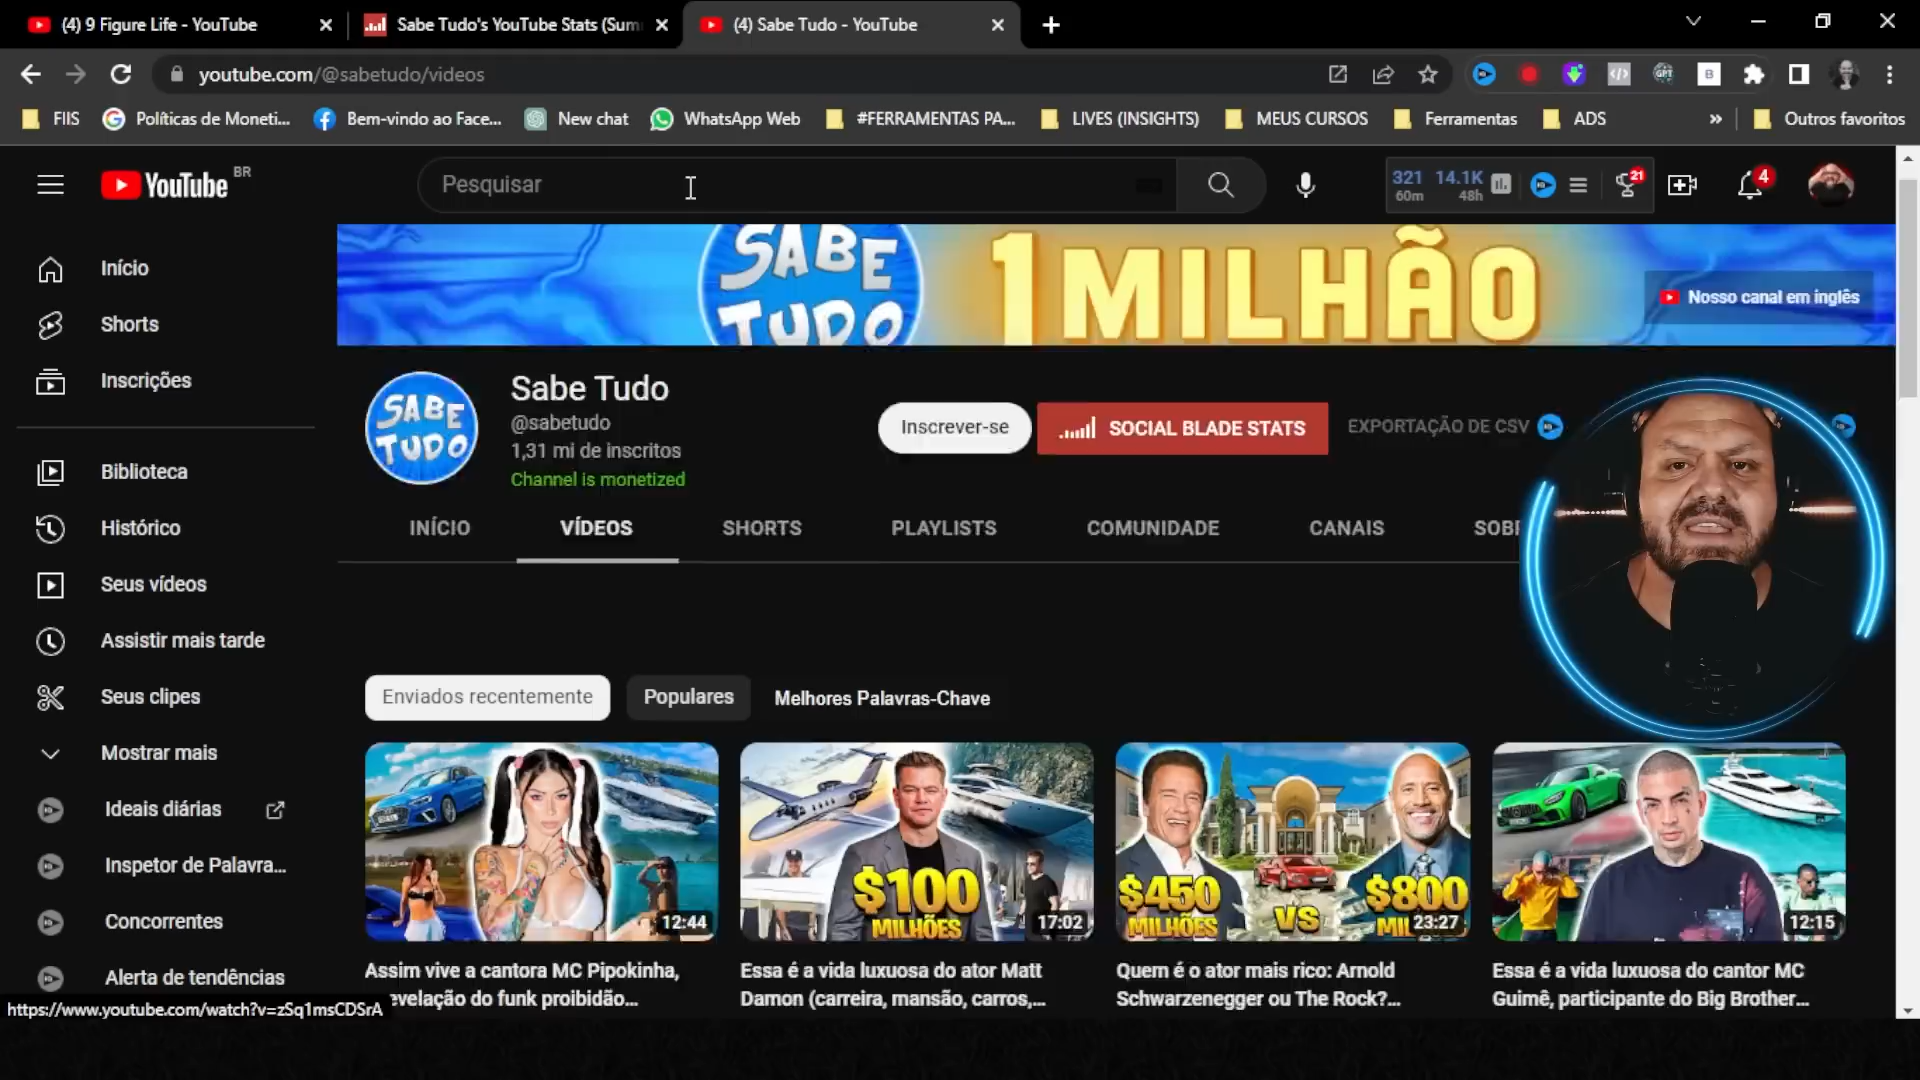 (4) 9 Figure Life - YouTube
Sabe Tudo's YouTube Stats (Sum
(4) Sabe Tudo - YouTube
youtube.com/@sabetudo/videos
GPT
B
FIIS
Políticas de Moneti...
Bem-vindo ao Face...
New chat
WhatsApp Web
#FERRAMENTAS PA...
LIVES (INSIGHTS)
MEUS CURSOS
Ferramentas
ADS
»
Outros favoritos
YouTube BR
Pesquisar
321 60m
14.1K 48h
21
4
Início
Shorts
Inscrições
Biblioteca
Histórico
Seus vídeos
Assistir mais tarde
Seus clipes
Mostrar mais
Ideais diárias
Inspetor de Palavra...
Concorrentes
Alerta de tendências
SABE TUDO
1 MILHÃO
Nosso canal em inglês
SABE TUDO
Sabe Tudo
@sabetudo
1,31 mi de inscritos
Channel is monetized
Inscrever-se
SOCIAL BLADE STATS
EXPORTAÇÃO DE CSV
INÍCIO
VÍDEOS
SHORTS
PLAYLISTS
COMUNIDADE
CANAIS
SOB
Enviados recentemente
Populares
Melhores Palavras-Chave
12:44
$100 MILHÕES
17:02
$450 MILHÕES
VS
$800 MIL
23:27
12:15
Assim vive a cantora MC Pipokinha,
evelação do funk proibidão...
Essa é a vida luxuosa do ator Matt
Damon (carreira, mansão, carros,...
Quem é o ator mais rico: Arnold
Schwarzenegger ou The Rock?...
Essa é a vida luxuosa do cantor MC
Guimê, participante do Big Brother...
https://www.youtube.com/watch?v=zSq1msCDSrA